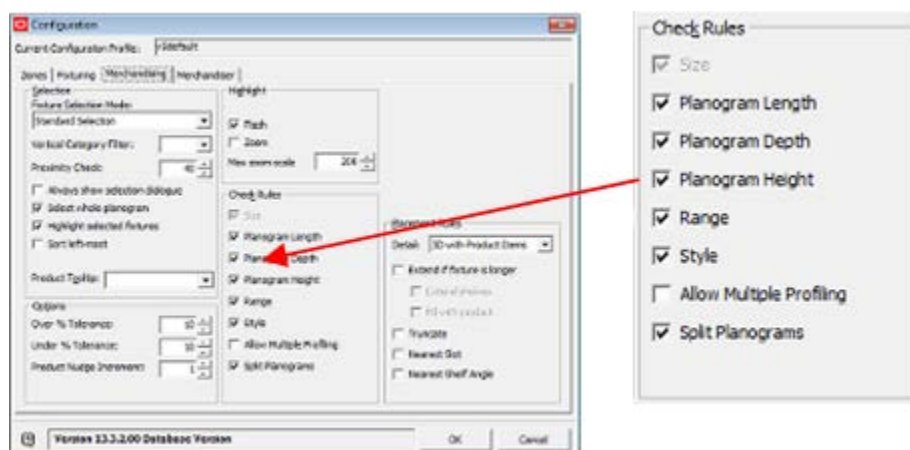 Configuration
Current Configuration Profile: default
Zones Fixturing Merchandising Merchandiser
Selection
Fixture Selection Mode:
Standard Selection
Vertical Category Filter:
Proximity Check:
Always show selection dialogue
Select whole planogram
Highlight selected fixtures
Sort left-most
Product Tooltip:
Options
Over % Tolerance: 10
Under % Tolerance: 10
Product Nudge Increment: 1
Highlight
Flash
Zoom
Max zoom scale 200
Check Rules
Size
Planogram Length
Planogram Depth
Planogram Height
Range
Style
Allow Multiple Profiling
Split Planograms
Placement Rules
Detail: 3D with Product Items
Extend if fixture is longer
Extend shelves
Fill with product
Truncate
Nearest Slot
Nearest Shelf Angle
Version 13.3.2.00 Database Version
OK Cancel
Check Rules
Size
Planogram Length
Planogram Depth
Planogram Height
Range
Style
Allow Multiple Profiling
Split Planograms